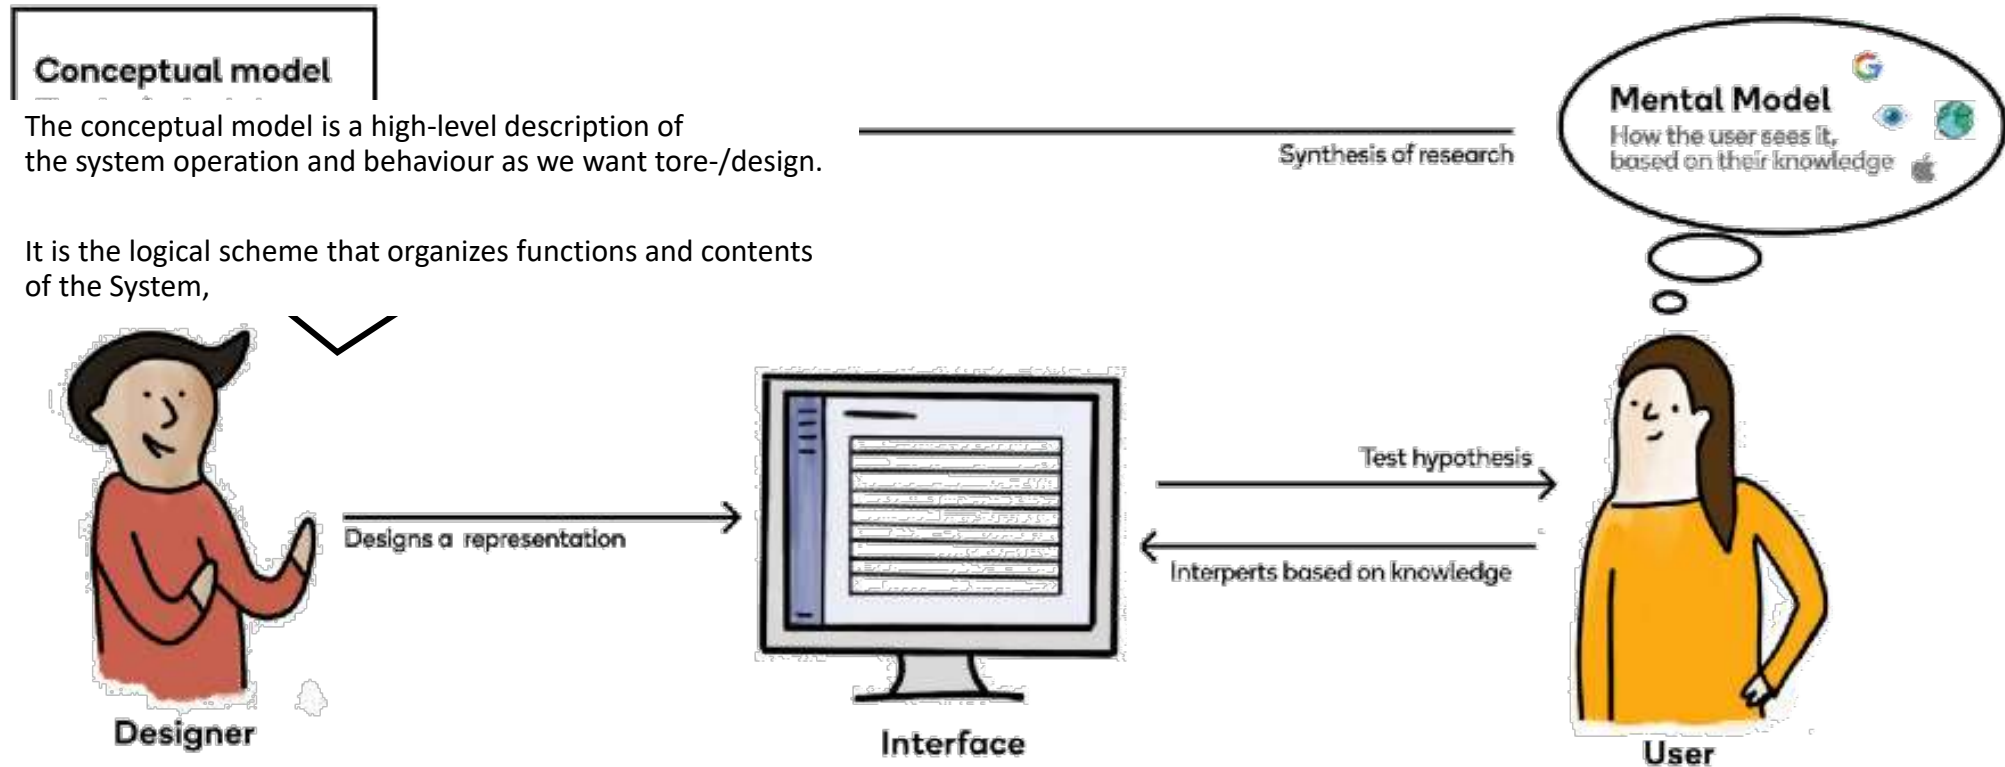 Conceptual model
The conceptual model is a high-level description of
the system operation and behaviour as we want tore-/design.
It is the logical scheme that organizes functions and contents
of the System,
Synthesis of research
Mental Model
How the user sees it,
based on their knowledge
Designs a representation
Test hypothesis
Interperts based on knowledge
Designer
Interface
User